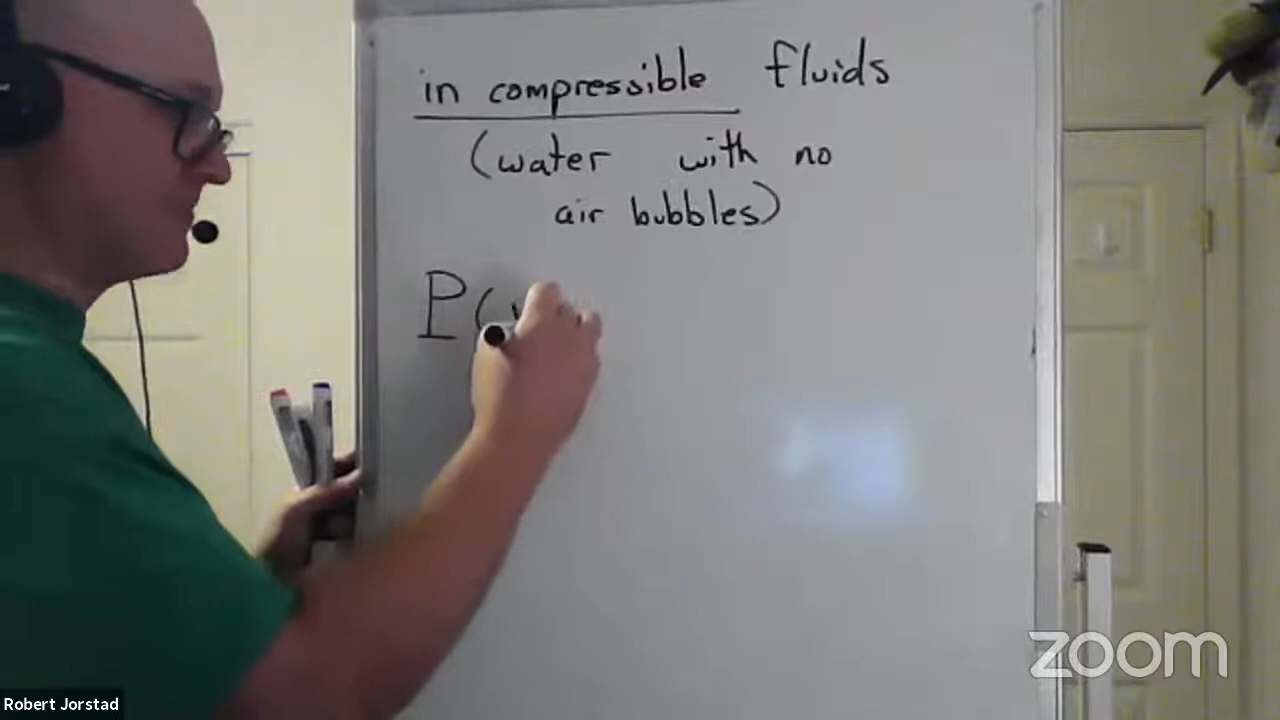 in compressible fluids
(water with no
air bubbles)
P(
zoom
Robert Jorstad